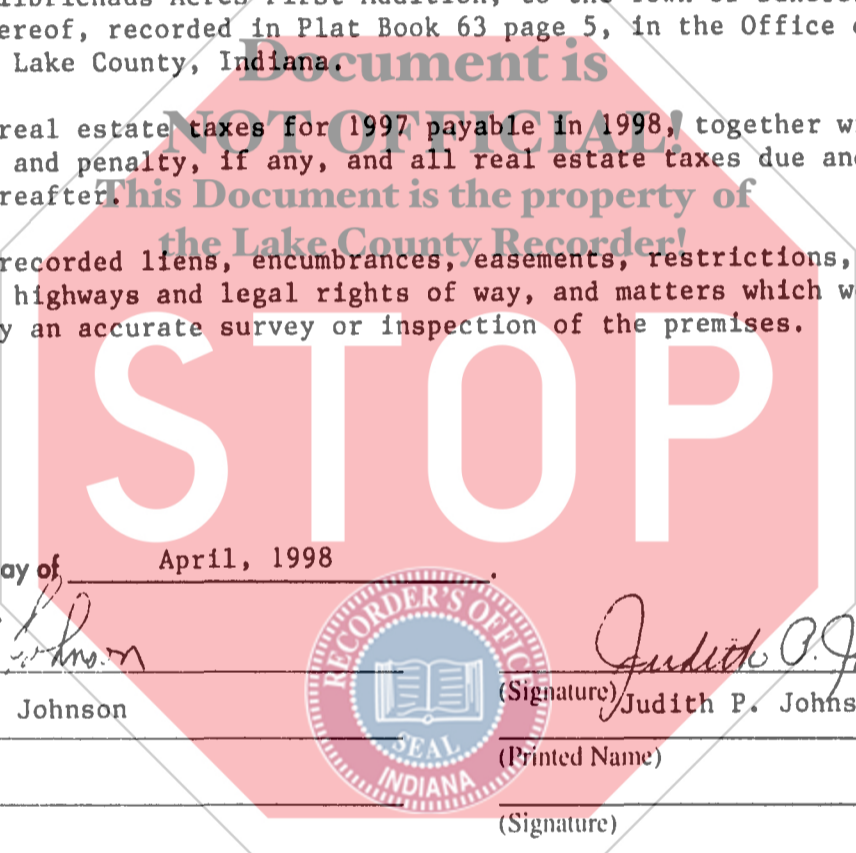 Acres First Addition, to the Town of
ereof, recorded in Plat Book 63 page 5, in the Office
Lake County, Indiana.
Document is
NOT OFFICIAL!
real estate taxes for 1997 payable in 1998, together w
and penalty, if any, and all real estate taxes due and
reafter.
This Document is the property of
the Lake County Recorder!
recorded liens, encumbrances, easements, restrictions,
highways and legal rights of way, and matters which w
y an accurate survey or inspection of the premises.
STOP
ay of April, 1998.
Johnson
Judith P. J
(Signature)
Johnson
Judith P. Johns
(Printed Name)
(Signature)
RECORDER'S OFFICE
SEAL
INDIANA